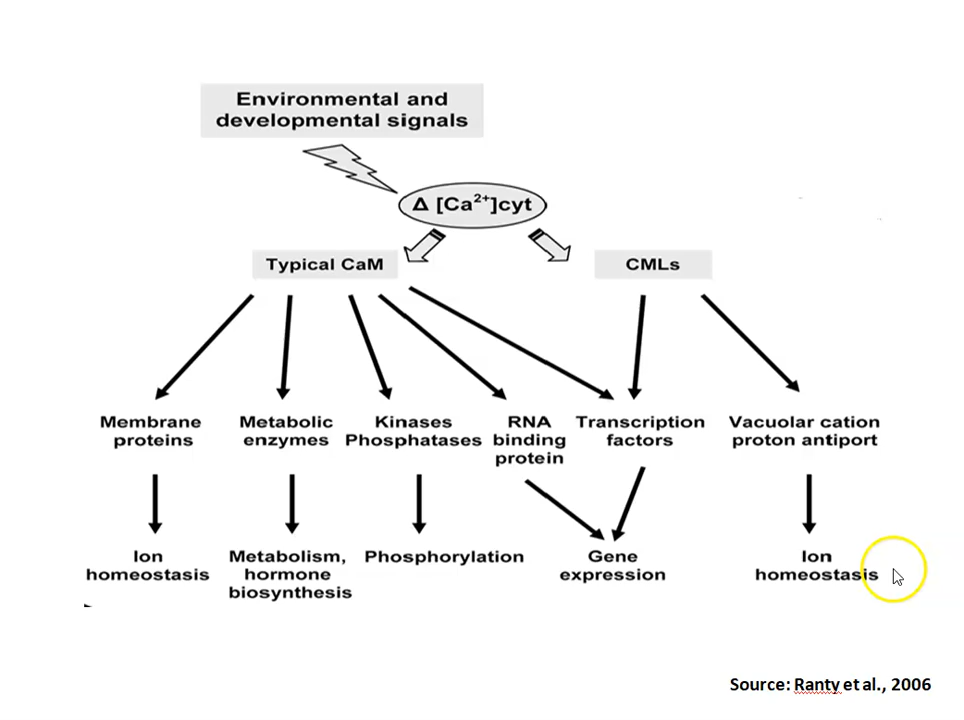 Environmental and
developmental signals
Δ [Ca²⁺]cyt
Typical CaM
CMLs
Membrane
proteins
Metabolic
enzymes
Kinases
Phosphatases
RNA
binding
protein
Transcription
factors
Vacuolar cation
proton antiport
Ion
homeostasis
Metabolism,
hormone
biosynthesis
Phosphorylation
Gene
expression
Ion
homeostasis
Source: Ranty et al., 2006